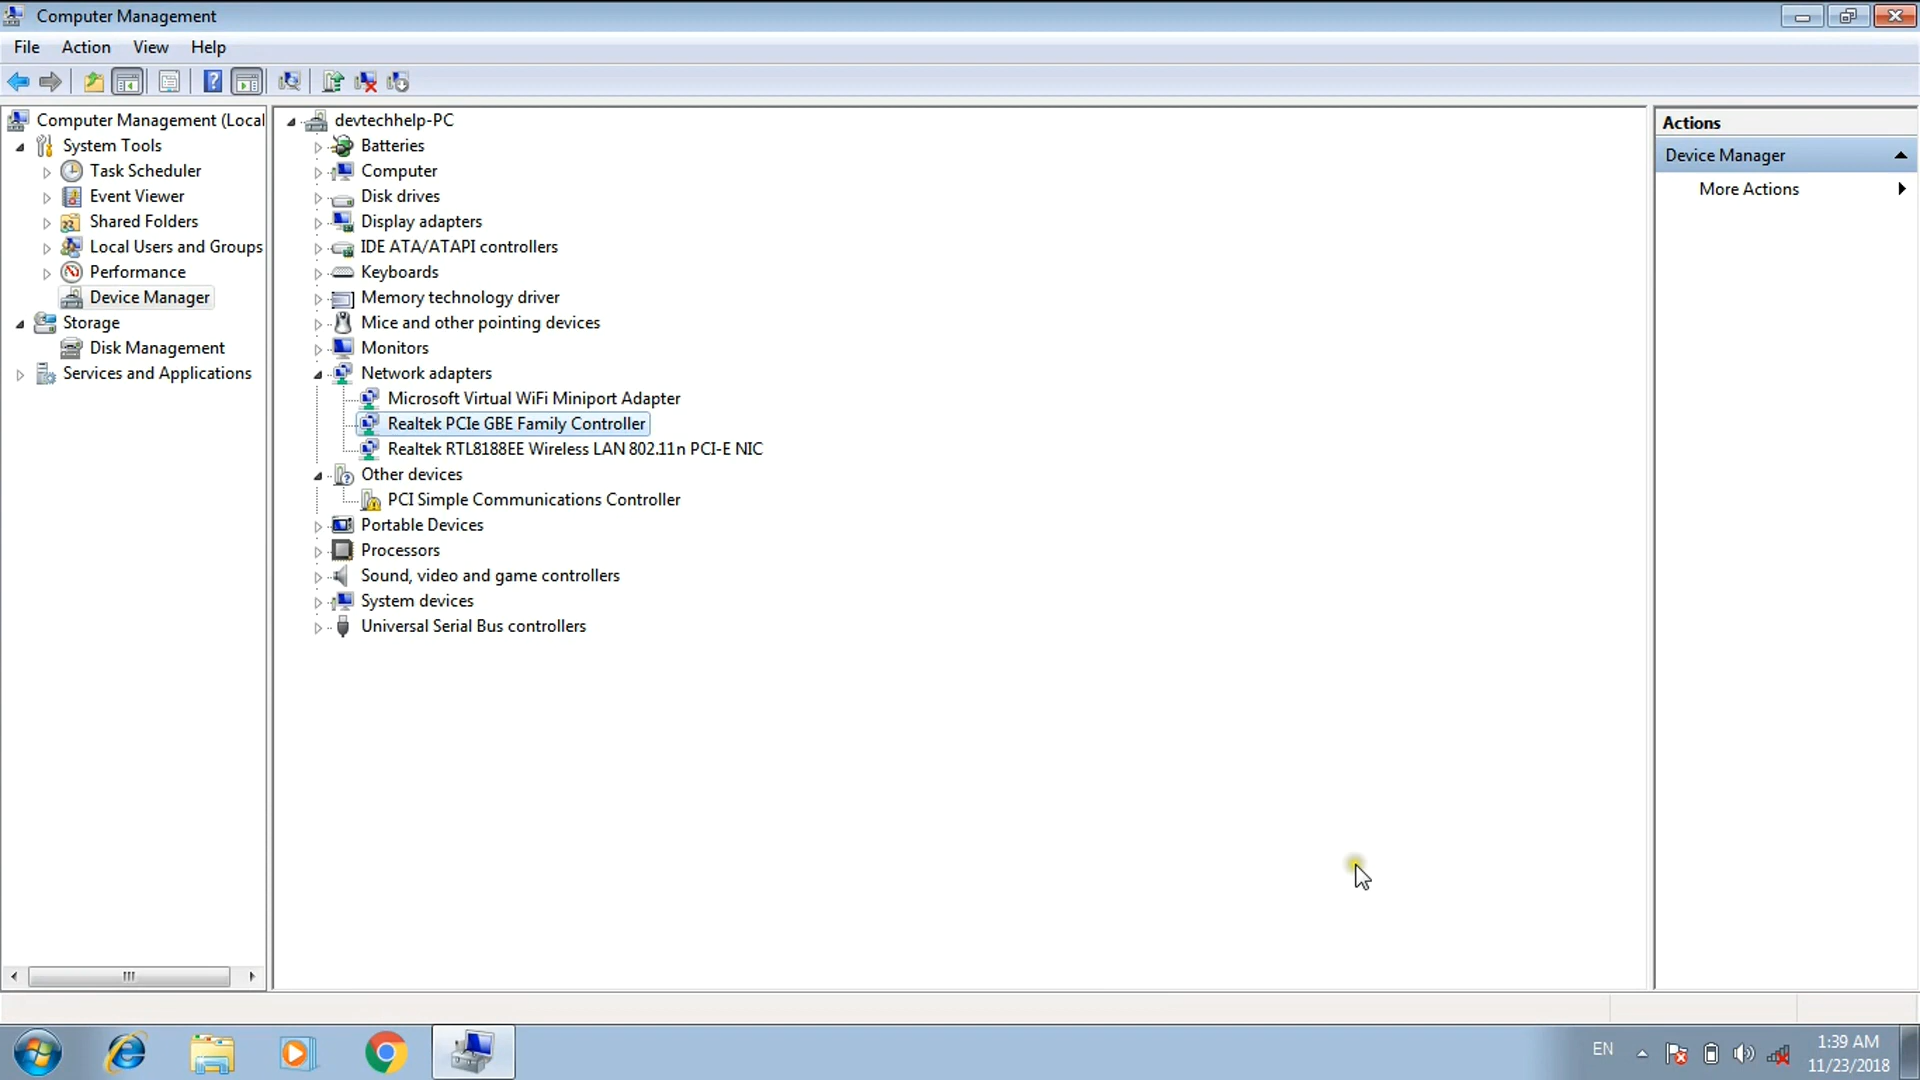 Computer Management
File Action View Help
Computer Management (Local
System Tools
Task Scheduler
Event Viewer
Shared Folders
Local Users and Groups
Performance
Device Manager
Storage
Disk Management
Services and Applications
devtechhelp-PC
Batteries
Computer
Disk drives
Display adapters
IDE ATA/ATAPI controllers
Keyboards
Memory technology driver
Mice and other pointing devices
Monitors
Network adapters
Microsoft Virtual WiFi Miniport Adapter
Realtek PCIe GBE Family Controller
Realtek RTL8188EE Wireless LAN 802.11n PCI-E NIC
Other devices
PCI Simple Communications Controller
Portable Devices
Processors
Sound, video and game controllers
System devices
Universal Serial Bus controllers
Actions
Device Manager
More Actions
EN
1:39 AM
11/23/2018